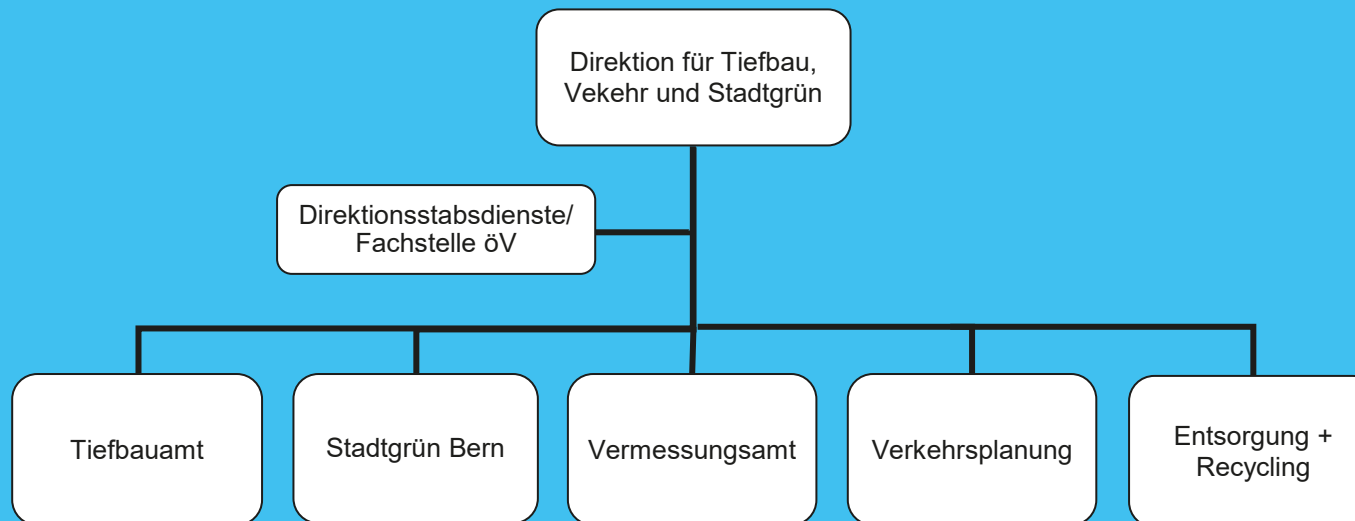 Direktion für Tiefbau,
Vekehr und Stadtgrün
Direktionsstabsdienste/
Fachstelle öV
Tiefbauamt
Stadtgrün Bern
Vermessungsamt
Verkehrsplanung
Entsorgung +
Recycling